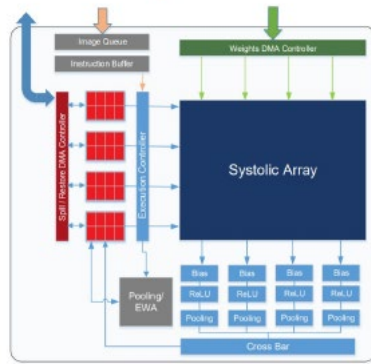 Image Queue
Weights DMA Controller
Instruction Buffer
Spill / Restore DMA Controller
Execution Controller
Systolic Array
Bias
Bias
Bias
Bias
ReLU
ReLU
ReLU
ReLU
Pooling/
EWA
Pooling
Pooling
Pooling
Pooling
Cross Bar